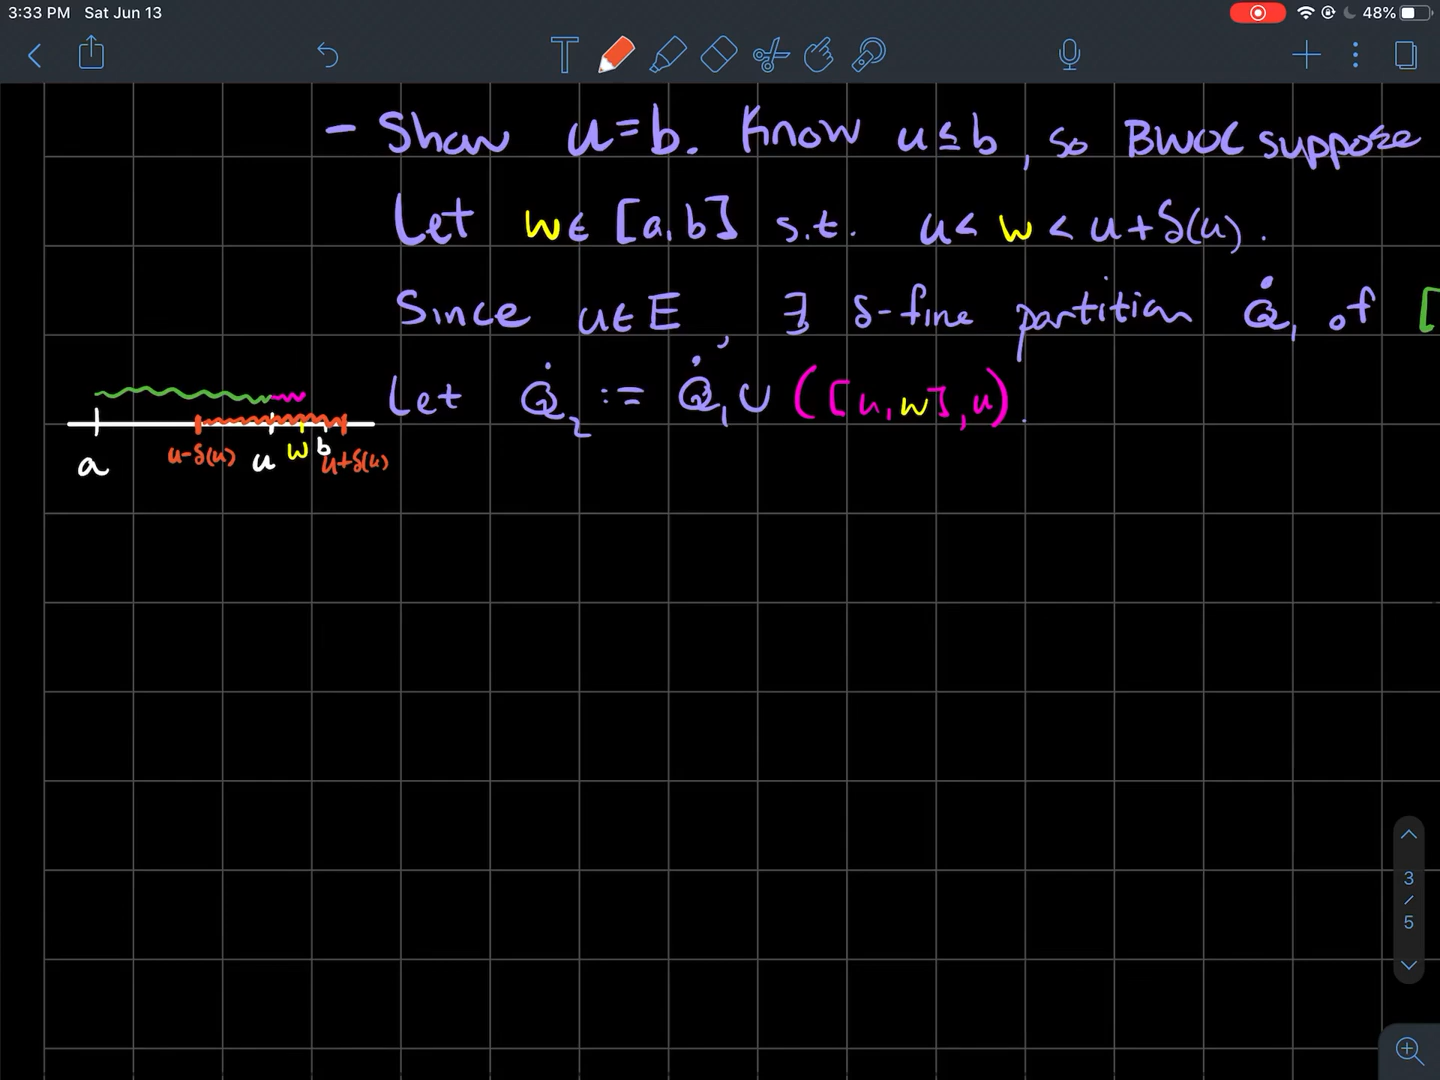 3:33 PM Sat Jun 13
48%
T
- Show u=b. Know u≤b, so BWOC suppose
Let w∈[a,b] s.t. u<w<u+δ(u).
Since u∈E, ∃ δ-fine partition Q̇₁ of [
Let Q̇₂ := Q̇₁ ∪ ([u,w],u).
a u-δ(u) u w b u+δ(u)
3
/
5